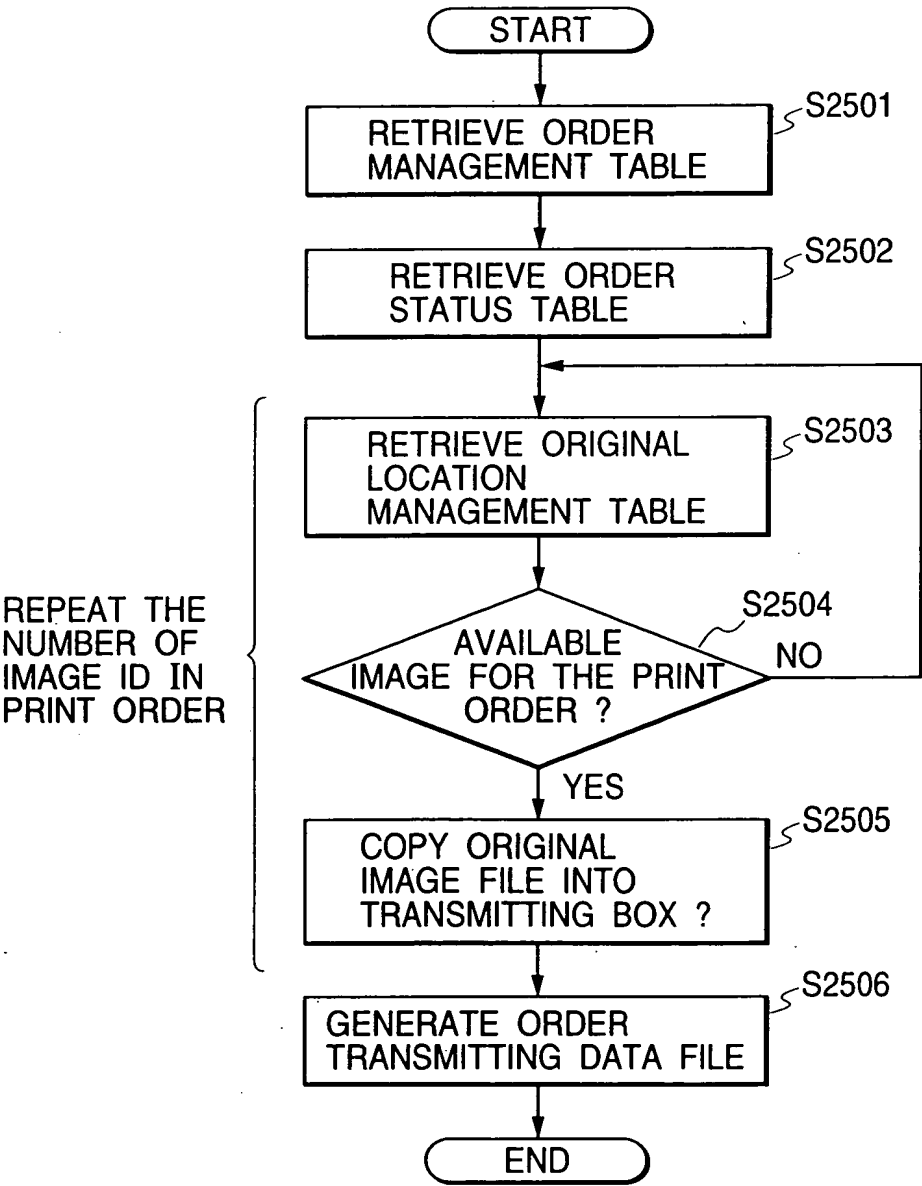 START
S2501
RETRIEVE ORDER
MANAGEMENT TABLE
S2502
RETRIEVE ORDER
STATUS TABLE
S2503
RETRIEVE ORIGINAL
LOCATION
MANAGEMENT TABLE
REPEAT THE
NUMBER OF
IMAGE ID IN
PRINT ORDER
S2504
AVAILABLE
IMAGE FOR THE PRINT
ORDER ?
NO
YES
S2505
COPY ORIGINAL
IMAGE FILE INTO
TRANSMITTING BOX ?
S2506
GENERATE ORDER
TRANSMITTING DATA FILE
END